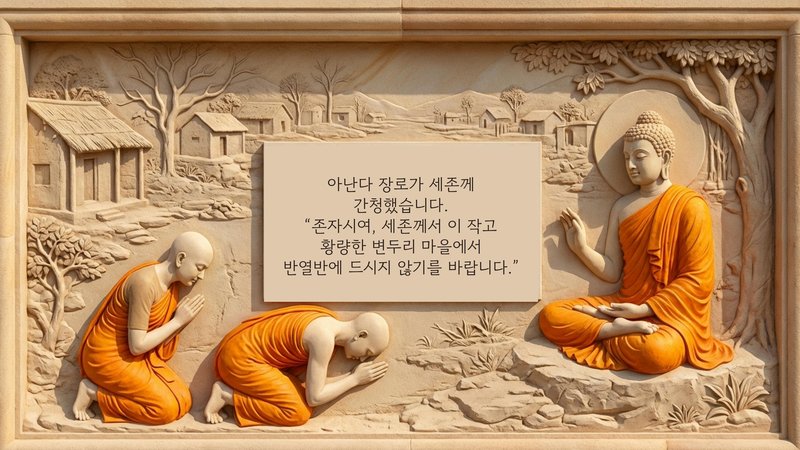 아난다 장로가 세존께
간청했습니다.
“존자시여, 세존께서 이 작고
황량한 변두리 마을에서
반열반에 드시지 않기를 바랍니다.”